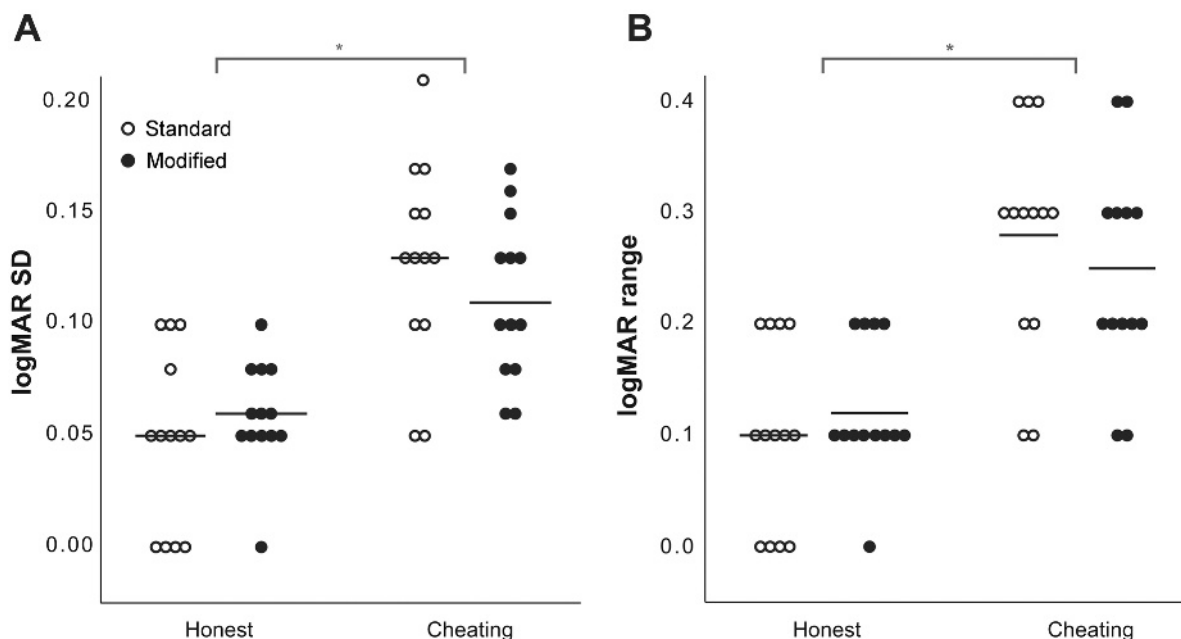 A
*
logMAR SD
0.20
0.15
0.10
0.05
0.00
Standard
Modified
Honest
Cheating
B
*
logMAR range
0.4
0.3
0.2
0.1
0.0
Honest
Cheating